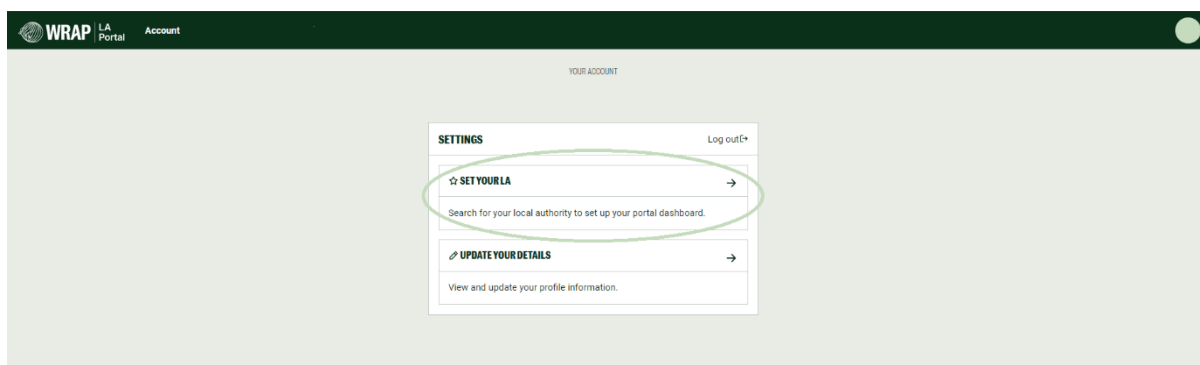 WRAP LA Portal Account
YOUR ACCOUNT
SETTINGS Log out
SET YOUR LA
Search for your local authority to set up your portal dashboard.
UPDATE YOUR DETAILS
View and update your profile information.